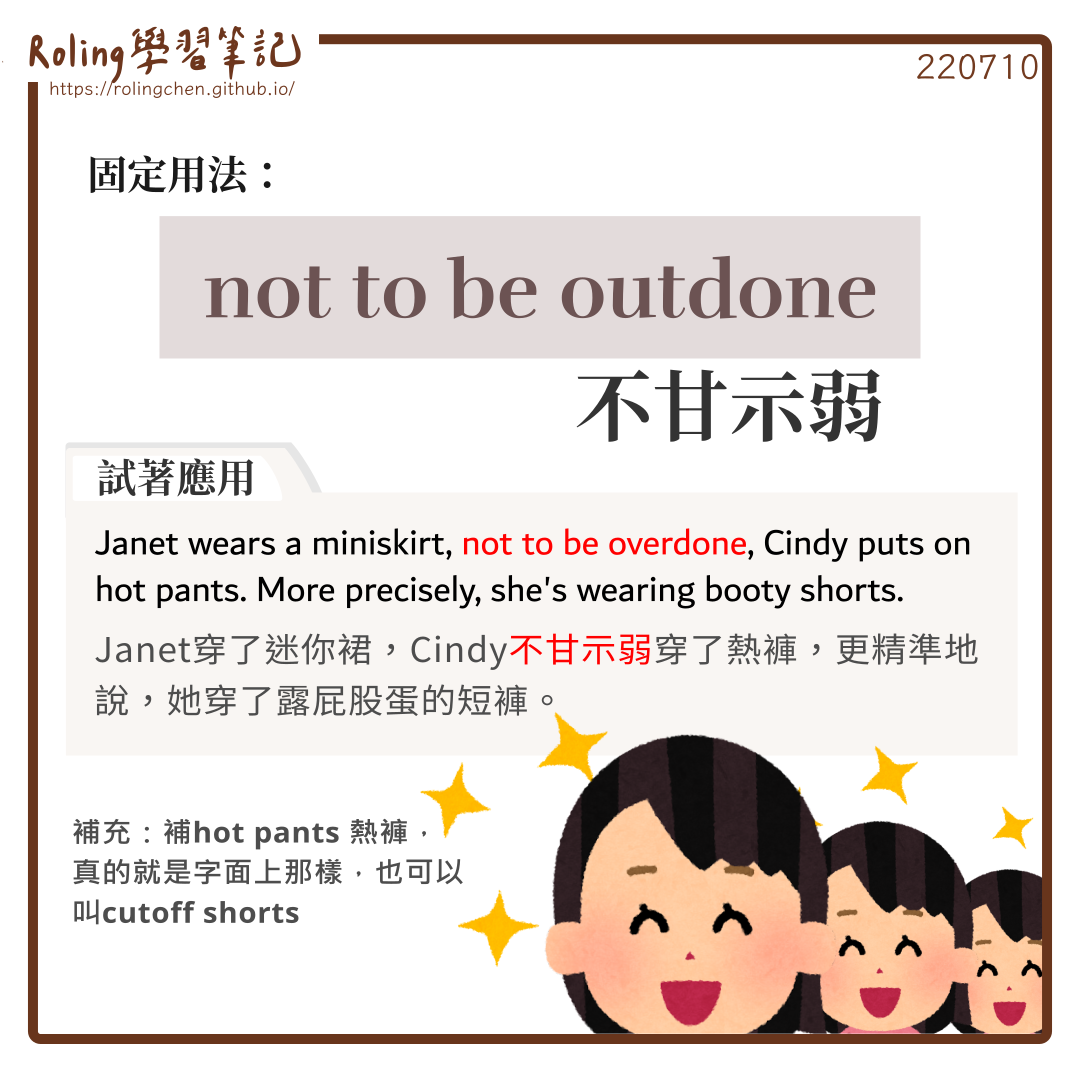 Roling學習筆記
https://rolingchen.github.io/
220710
固定用法：
not to be outdone
不甘示弱
試著應用
Janet wears a miniskirt, not to be overdone, Cindy puts on
hot pants. More precisely, she's wearing booty shorts.
Janet穿了迷你裙，Cindy不甘示弱穿了熱褲，更精準地
說，她穿了露屁股蛋的短褲。
補充：補hot pants 熱褲，
真的就是字面上那樣，也可以
叫cutoff shorts